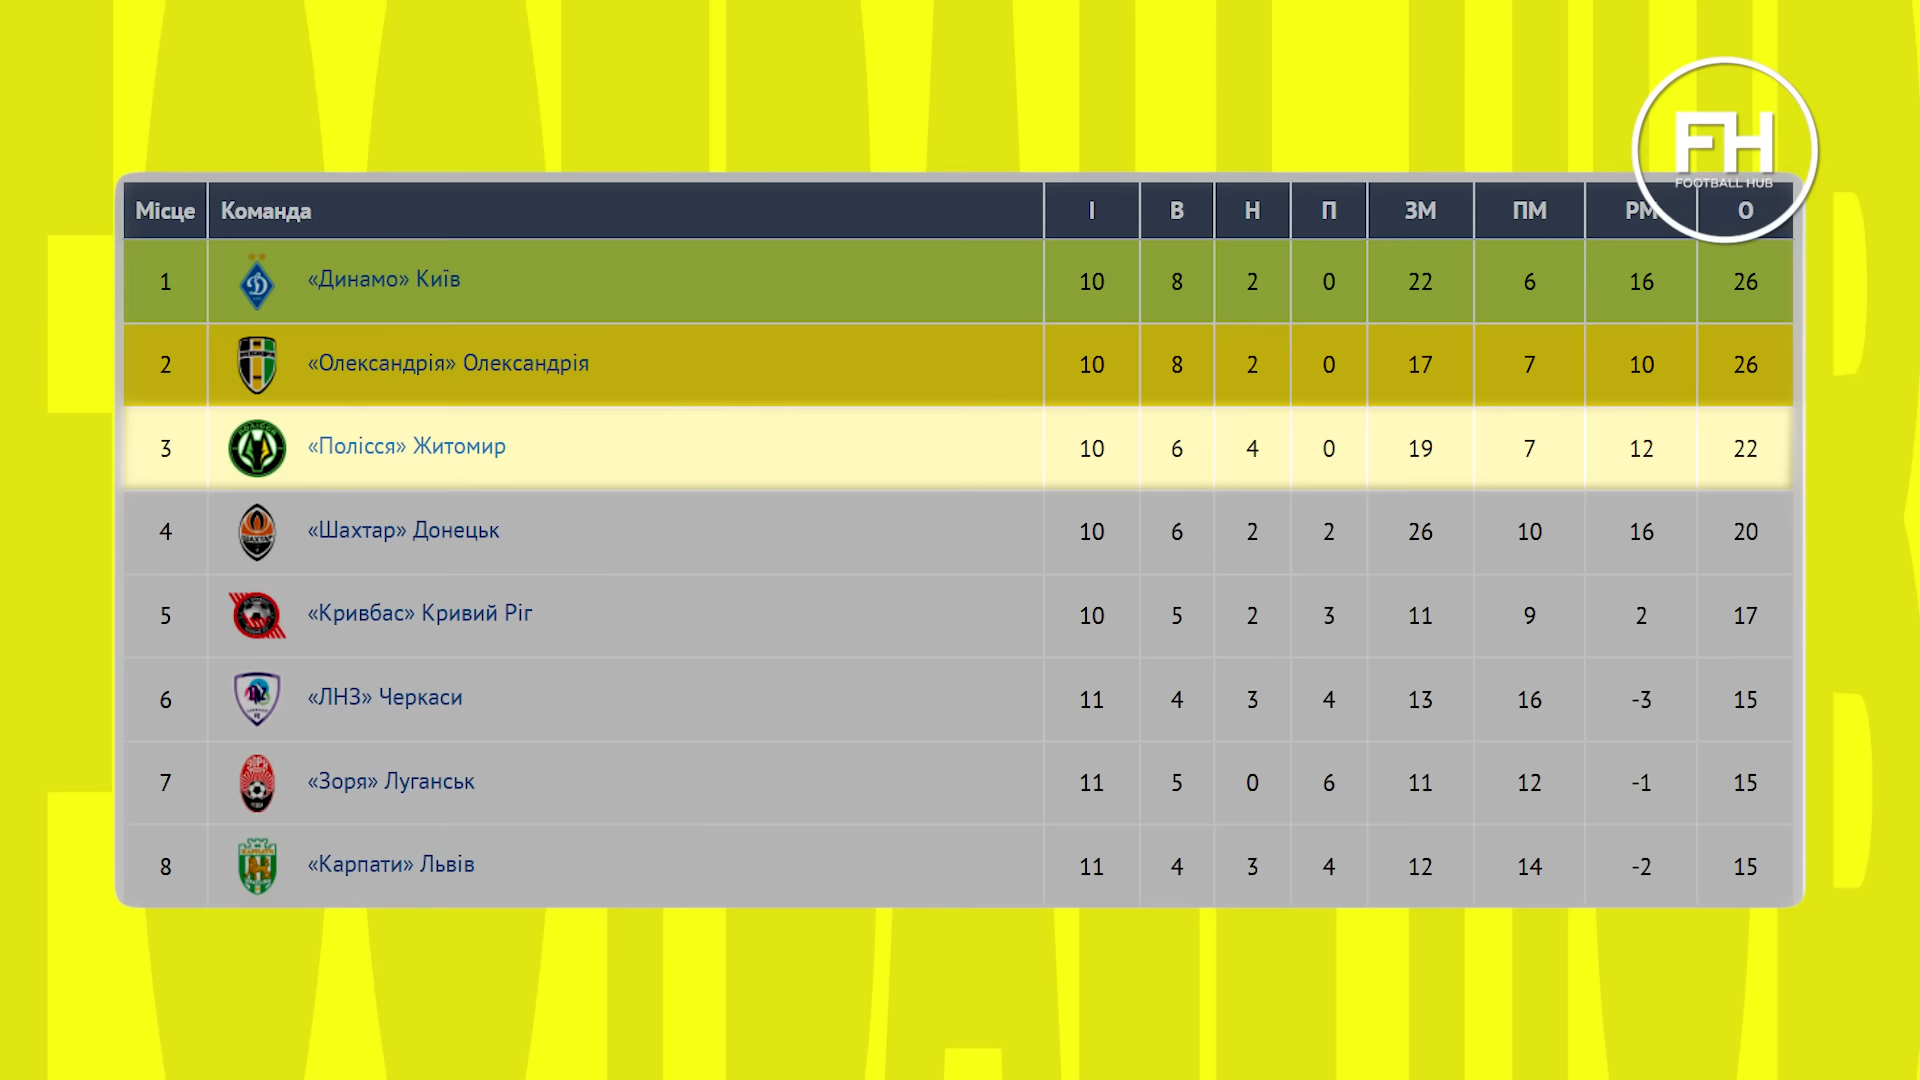 FH
FOOTBALL HUB
Місце Команда І В Н П ЗМ ПМ РМ О
1 «Динамо» Київ 10 8 2 0 22 6 16 26
2 «Олександрія» Олександрія 10 8 2 0 17 7 10 26
3 «Полісся» Житомир 10 6 4 0 19 7 12 22
4 «Шахтар» Донецьк 10 6 2 2 26 10 16 20
5 «Кривбас» Кривий Ріг 10 5 2 3 11 9 2 17
6 «ЛНЗ» Черкаси 11 4 3 4 13 16 -3 15
7 «Зоря» Луганськ 11 5 0 6 11 12 -1 15
8 «Карпати» Львів 11 4 3 4 12 14 -2 15